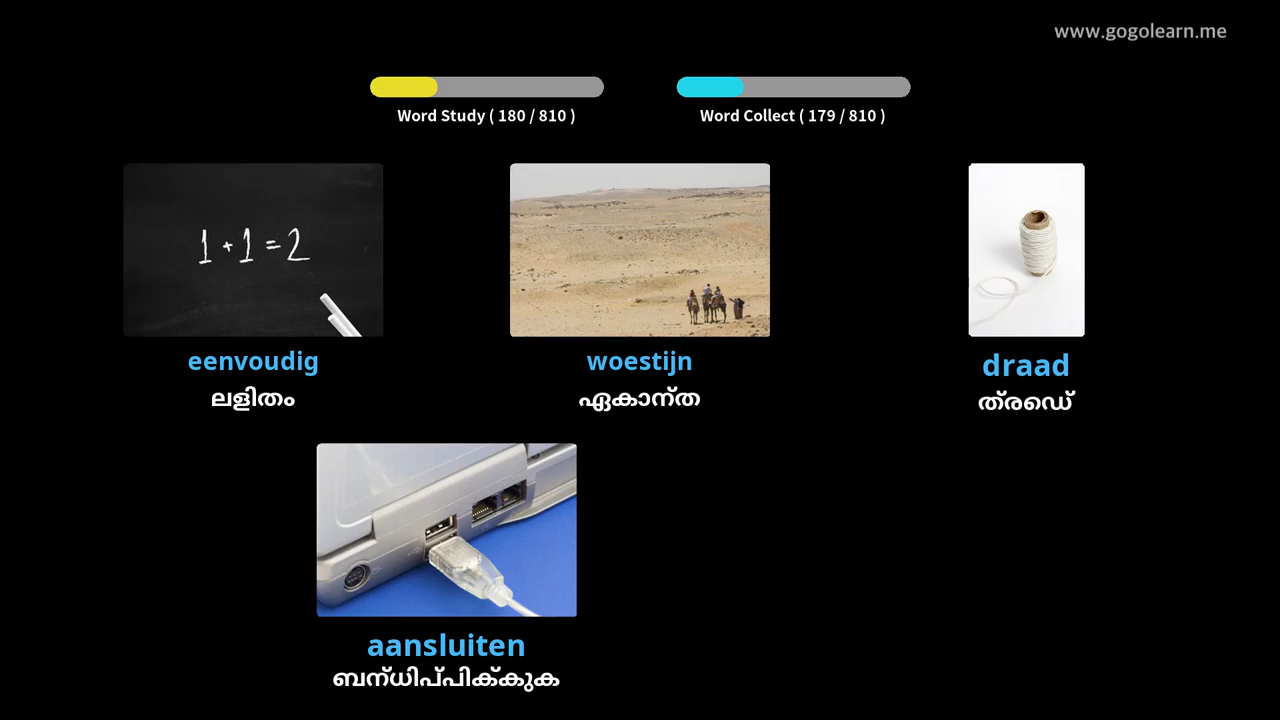 www.gogolearn.me
Word Study ( 180 / 810 )
Word Collect ( 179 / 810 )
1 + 1 = 2
eenvoudig
ലളിതം
woestijn
ഏകാന്ത
draad
ത്രഡെ്
aansluiten
ബന്ധിപ്പിക്കുക